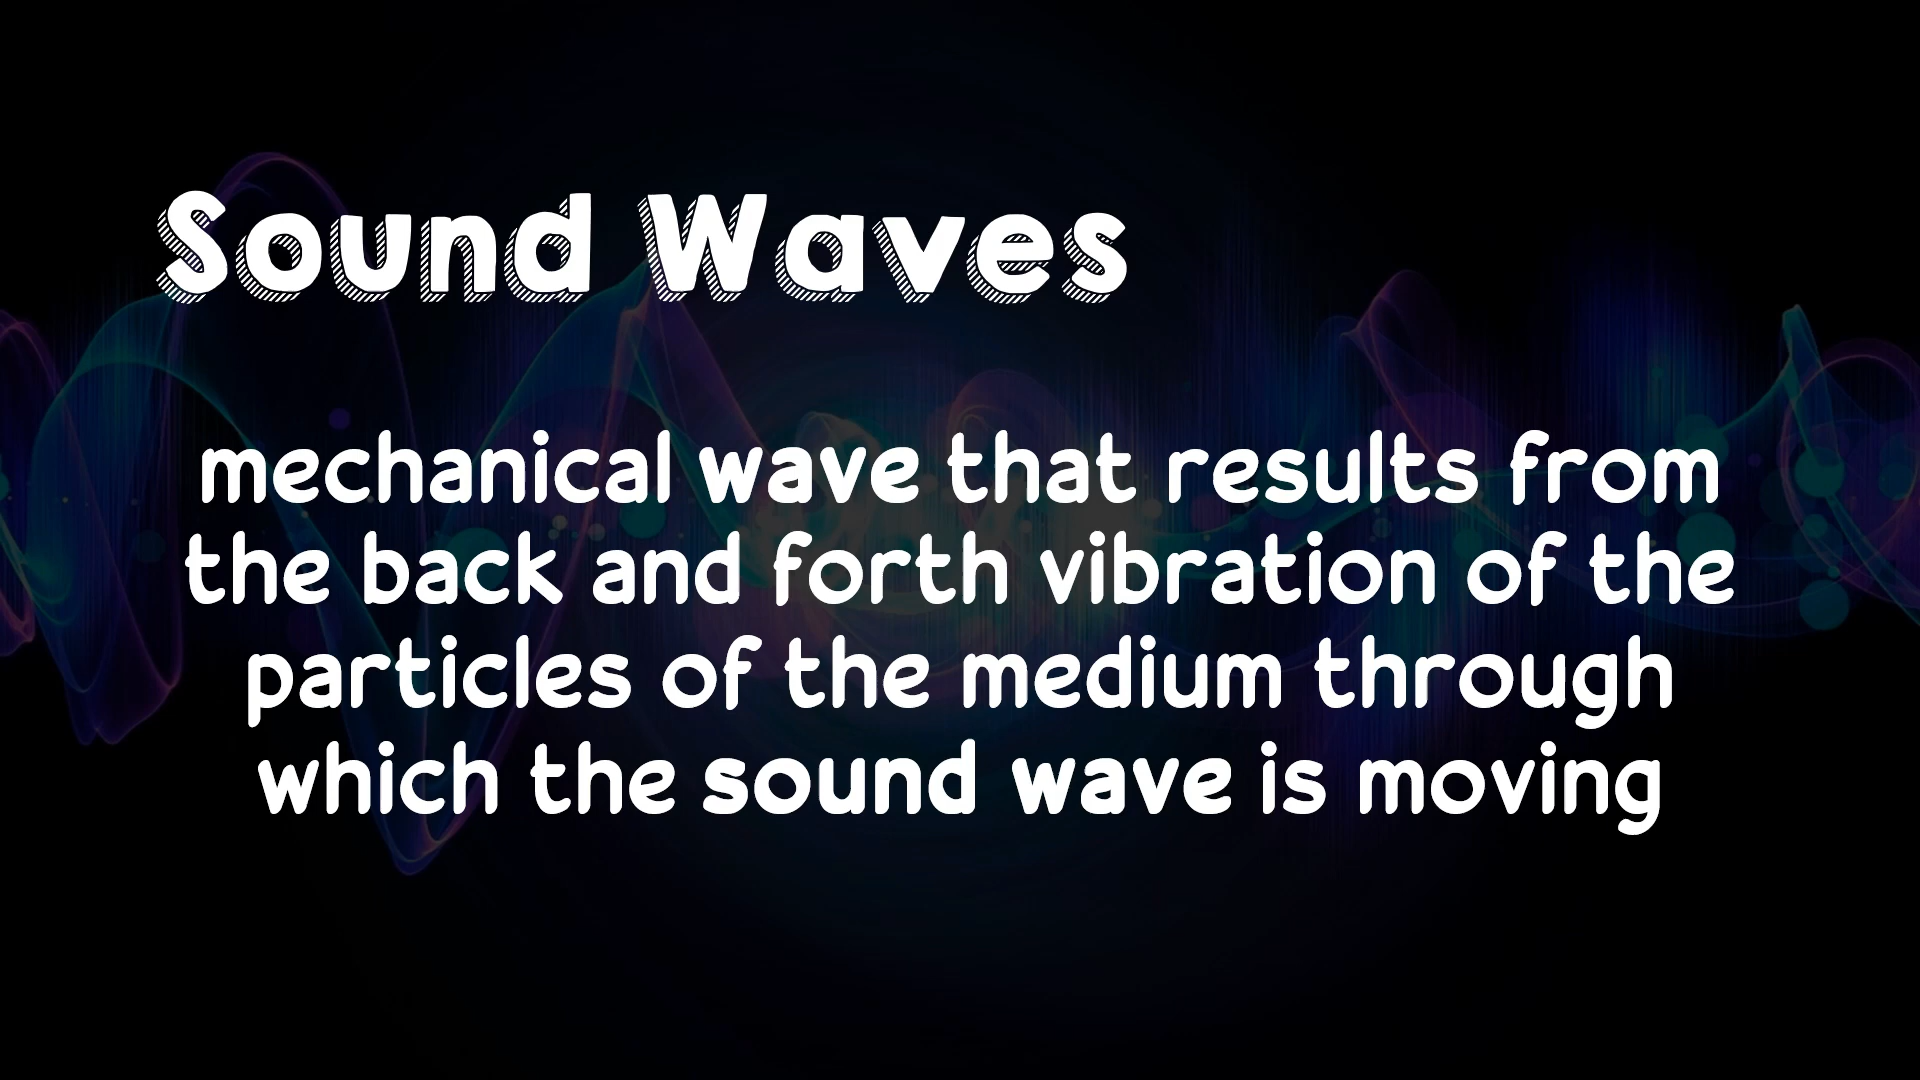 Sound Waves
mechanical wave that results from
the back and forth vibration of the
particles of the medium through
which the sound wave is moving